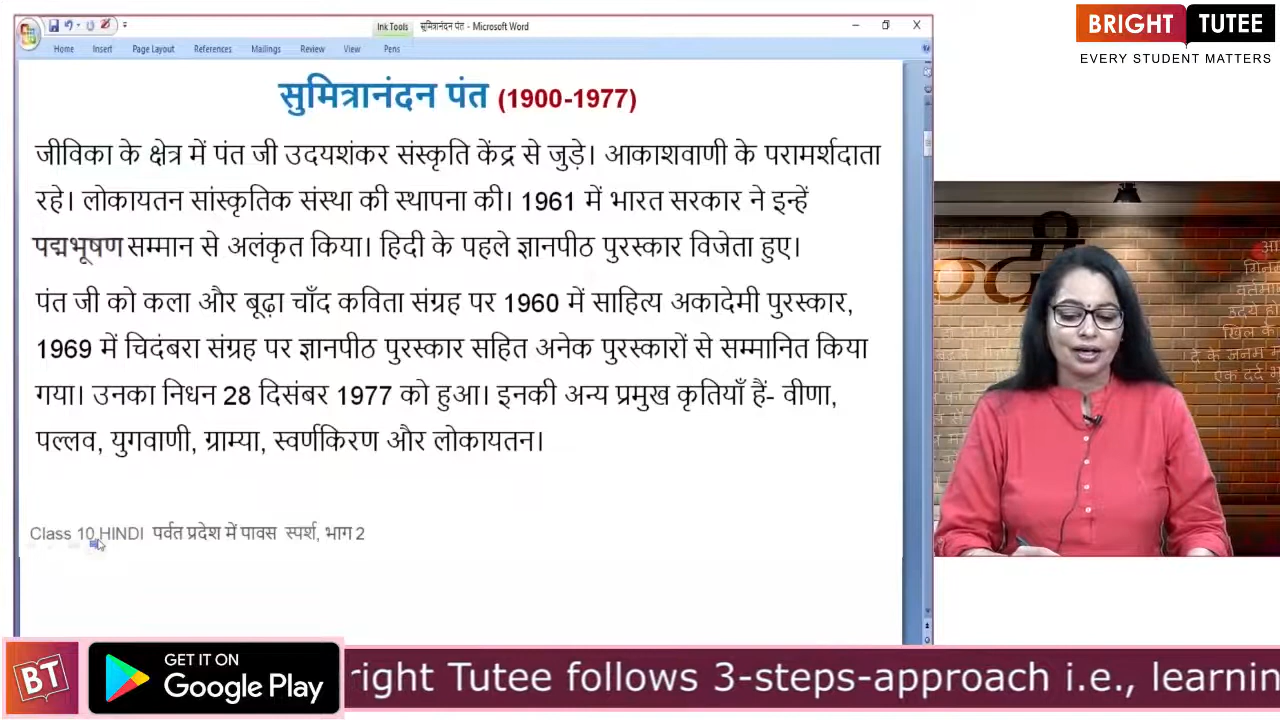 Ink Tools
सुमित्रानंदन पंत - Microsoft Word
Home Insert Page Layout References Mailings Review View Pens
BRIGHT TUTEE
EVERY STUDENT MATTERS
सुमित्रानंदन पंत (1900-1977)
जीविका के क्षेत्र में पंत जी उदयशंकर संस्कृति केंद्र से जुड़े। आकाशवाणी के परामर्शदाता
रहे। लोकायतन सांस्कृतिक संस्था की स्थापना की। 1961 में भारत सरकार ने इन्हें
पद्मभूषण सम्मान से अलंकृत किया। हिदी के पहले ज्ञानपीठ पुरस्कार विजेता हुए।
पंत जी को कला और बूढ़ा चाँद कविता संग्रह पर 1960 में साहित्य अकादेमी पुरस्कार,
1969 में चिदंबरा संग्रह पर ज्ञानपीठ पुरस्कार सहित अनेक पुरस्कारों से सम्मानित किया
गया। उनका निधन 28 दिसंबर 1977 को हुआ। इनकी अन्य प्रमुख कृतियाँ हैं- वीणा,
पल्लव, युगवाणी, ग्राम्या, स्वर्णकिरण और लोकायतन।
Class 10 HINDI पर्वत प्रदेश में पावस स्पर्श, भाग 2
BT
GET IT ON
Google Play
right Tutee follows 3-steps-approach i.e., learnin